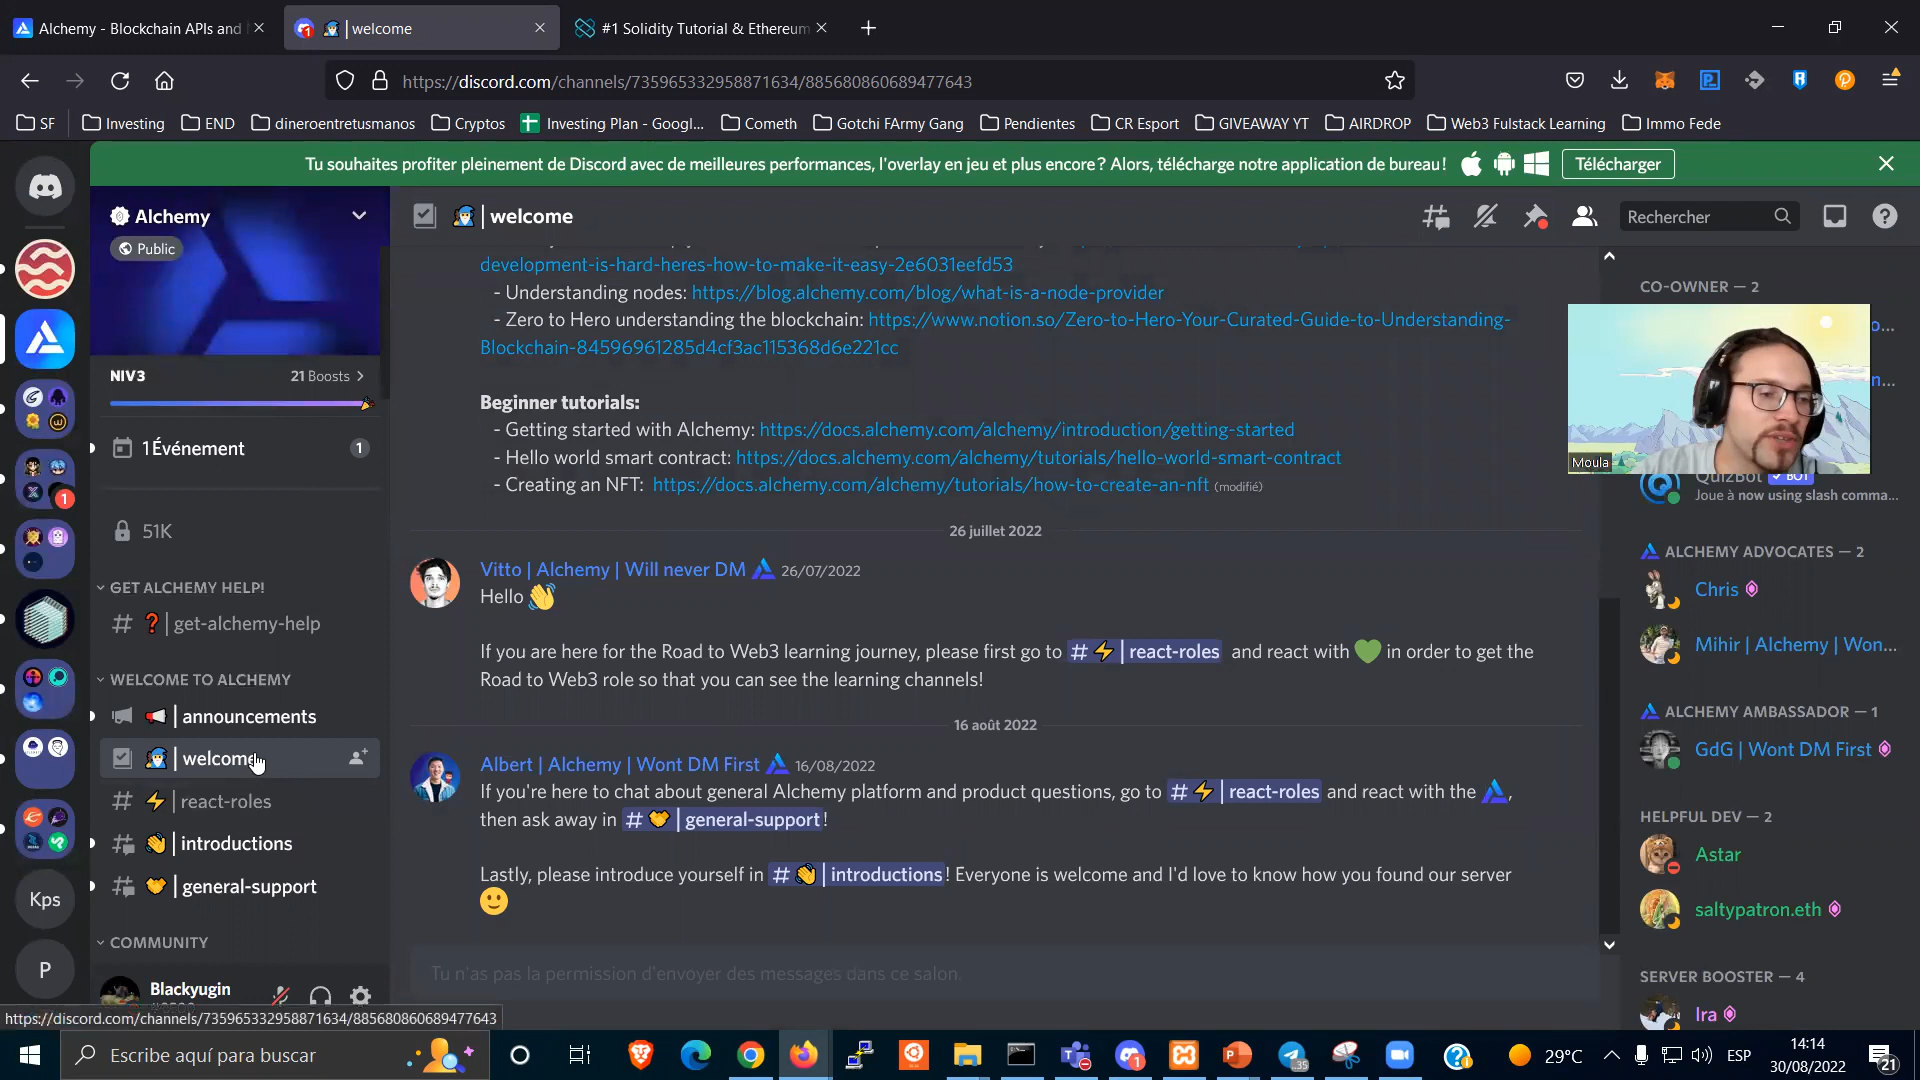 Alchemy - Blockchain APIs and
welcome
#1 Solidity Tutorial & Ethereum
https://discord.com/channels/735965332958871634/885680860689477643
SF
Investing
END
dineroentretusmanos
Cryptos
Investing Plan - Googl...
Cometh
Gotchi FArmy Gang
Pendientes
CR Esport
GIVEAWAY YT
AIRDROP
Web3 Fulstack Learning
Immo Fede
Tu souhaites profiter pleinement de Discord avec de meilleures performances, l'overlay en jeu et plus encore ? Alors, télécharge notre application de bureau !
Télécharger
Alchemy
Public
NIV3
21 Boosts
1 Événement
1
51K
GET ALCHEMY HELP!
# ❓ | get-alchemy-help
WELCOME TO ALCHEMY
announcements
welcome
# ⚡ | react-roles
introductions
general-support
COMMUNITY
Blackyugin
Kps
P
1
| welcome
Rechercher
development-is-hard-heres-how-to-make-it-easy-2e6031eefd53
- Understanding nodes: https://blog.alchemy.com/blog/what-is-a-node-provider
- Zero to Hero understanding the blockchain: https://www.notion.so/Zero-to-Hero-Your-Curated-Guide-to-Understanding-
Blockchain-84596961285d4cf3ac115368d6e221cc
Beginner tutorials:
- Getting started with Alchemy: https://docs.alchemy.com/alchemy/introduction/getting-started
- Hello world smart contract: https://docs.alchemy.com/alchemy/tutorials/hello-world-smart-contract
- Creating an NFT: https://docs.alchemy.com/alchemy/tutorials/how-to-create-an-nft (modifié)
26 juillet 2022
Vitto | Alchemy | Will never DM 26/07/2022
Hello 👋
If you are here for the Road to Web3 learning journey, please first go to # ⚡ | react-roles and react with 💚 in order to get the
Road to Web3 role so that you can see the learning channels!
16 août 2022
Albert | Alchemy | Wont DM First 16/08/2022
If you're here to chat about general Alchemy platform and product questions, go to # ⚡ | react-roles and react with the ,
then ask away in # | general-support !
Lastly, please introduce yourself in # 👋 | introductions ! Everyone is welcome and I'd love to know how you found our server
🙂
Tu n'as pas la permission d'envoyer des messages dans ce salon.
CO-OWNER — 2
Moula
QuizBot BOT
Joue à now using slash comma...
ALCHEMY ADVOCATES — 2
Chris
Mihir | Alchemy | Won...
ALCHEMY AMBASSADOR — 1
GdG | Wont DM First
HELPFUL DEV — 2
Astar
saltypatron.eth
SERVER BOOSTER — 4
Ira
https://discord.com/channels/735965332958871634/885680860689477643
Escribe aquí para buscar
29°C
ESP
14:14
30/08/2022
21